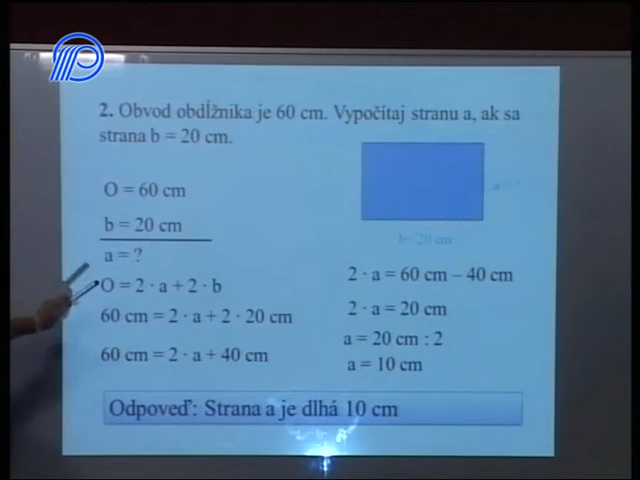 2. Obvod obdĺžnika je 60 cm. Vypočítaj stranu a, ak sa
strana b = 20 cm.
O = 60 cm
b = 20 cm
a = ?
O = 2 · a + 2 · b
60 cm = 2 · a + 2 · 20 cm
60 cm = 2 · a + 40 cm
a = ?
b= 20 cm
2 · a = 60 cm – 40 cm
2 · a = 20 cm
a = 20 cm : 2
a = 10 cm
Odpoveď: Strana a je dlhá 10 cm